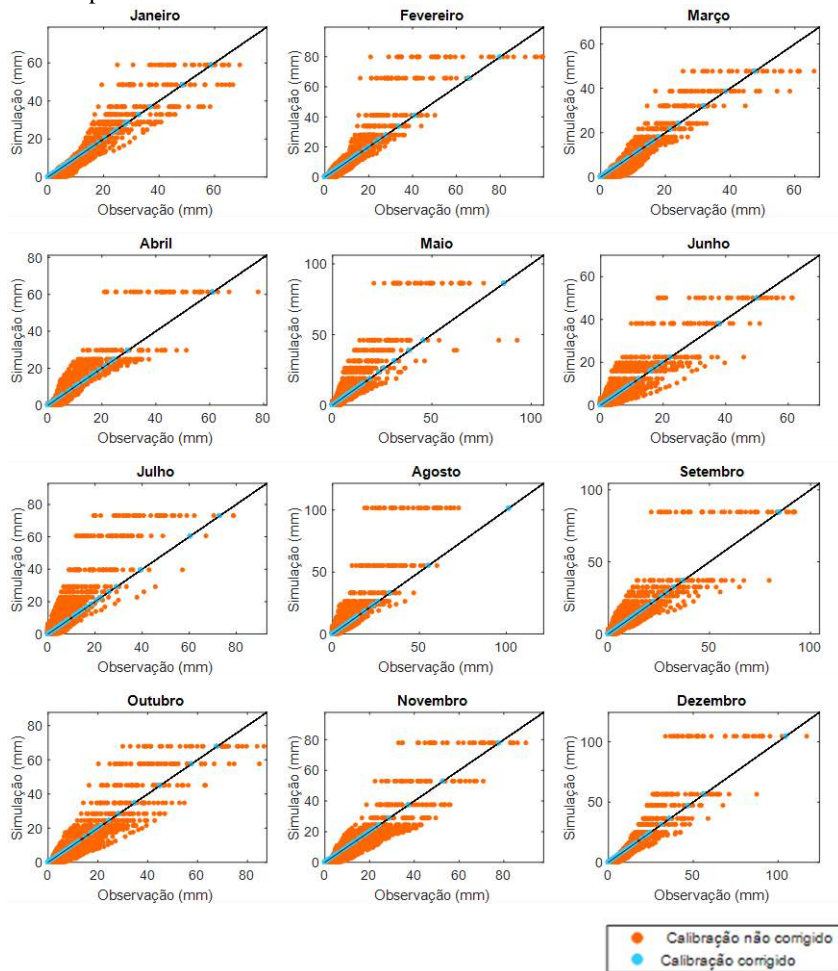 Janeiro
Fevereiro
Março
Simulação (mm)
60
40
20
0
0 20 40 60
Observação (mm)
Simulação (mm)
80
60
40
20
0
0 20 40 60 80
Observação (mm)
Simulação (mm)
60
40
20
0
0 20 40 60
Observação (mm)
Abril
Maio
Junho
Simulação (mm)
80
60
40
20
0
0 20 40 60 80
Observação (mm)
Simulação (mm)
100
50
0
0 50 100
Observação (mm)
Simulação (mm)
60
40
20
0
0 20 40 60
Observação (mm)
Julho
Agosto
Setembro
Simulação (mm)
80
60
40
20
0
0 20 40 60 80
Observação (mm)
Simulação (mm)
100
50
0
0 50 100
Observação (mm)
Simulação (mm)
100
50
0
0 50 100
Observação (mm)
Outubro
Novembro
Dezembro
Simulação (mm)
80
60
40
20
0
0 20 40 60 80
Observação (mm)
Simulação (mm)
80
60
40
20
0
0 20 40 60 80
Observação (mm)
Simulação (mm)
100
50
0
0 50 100
Observação (mm)
Calibração não corrigido
Calibração corrigido